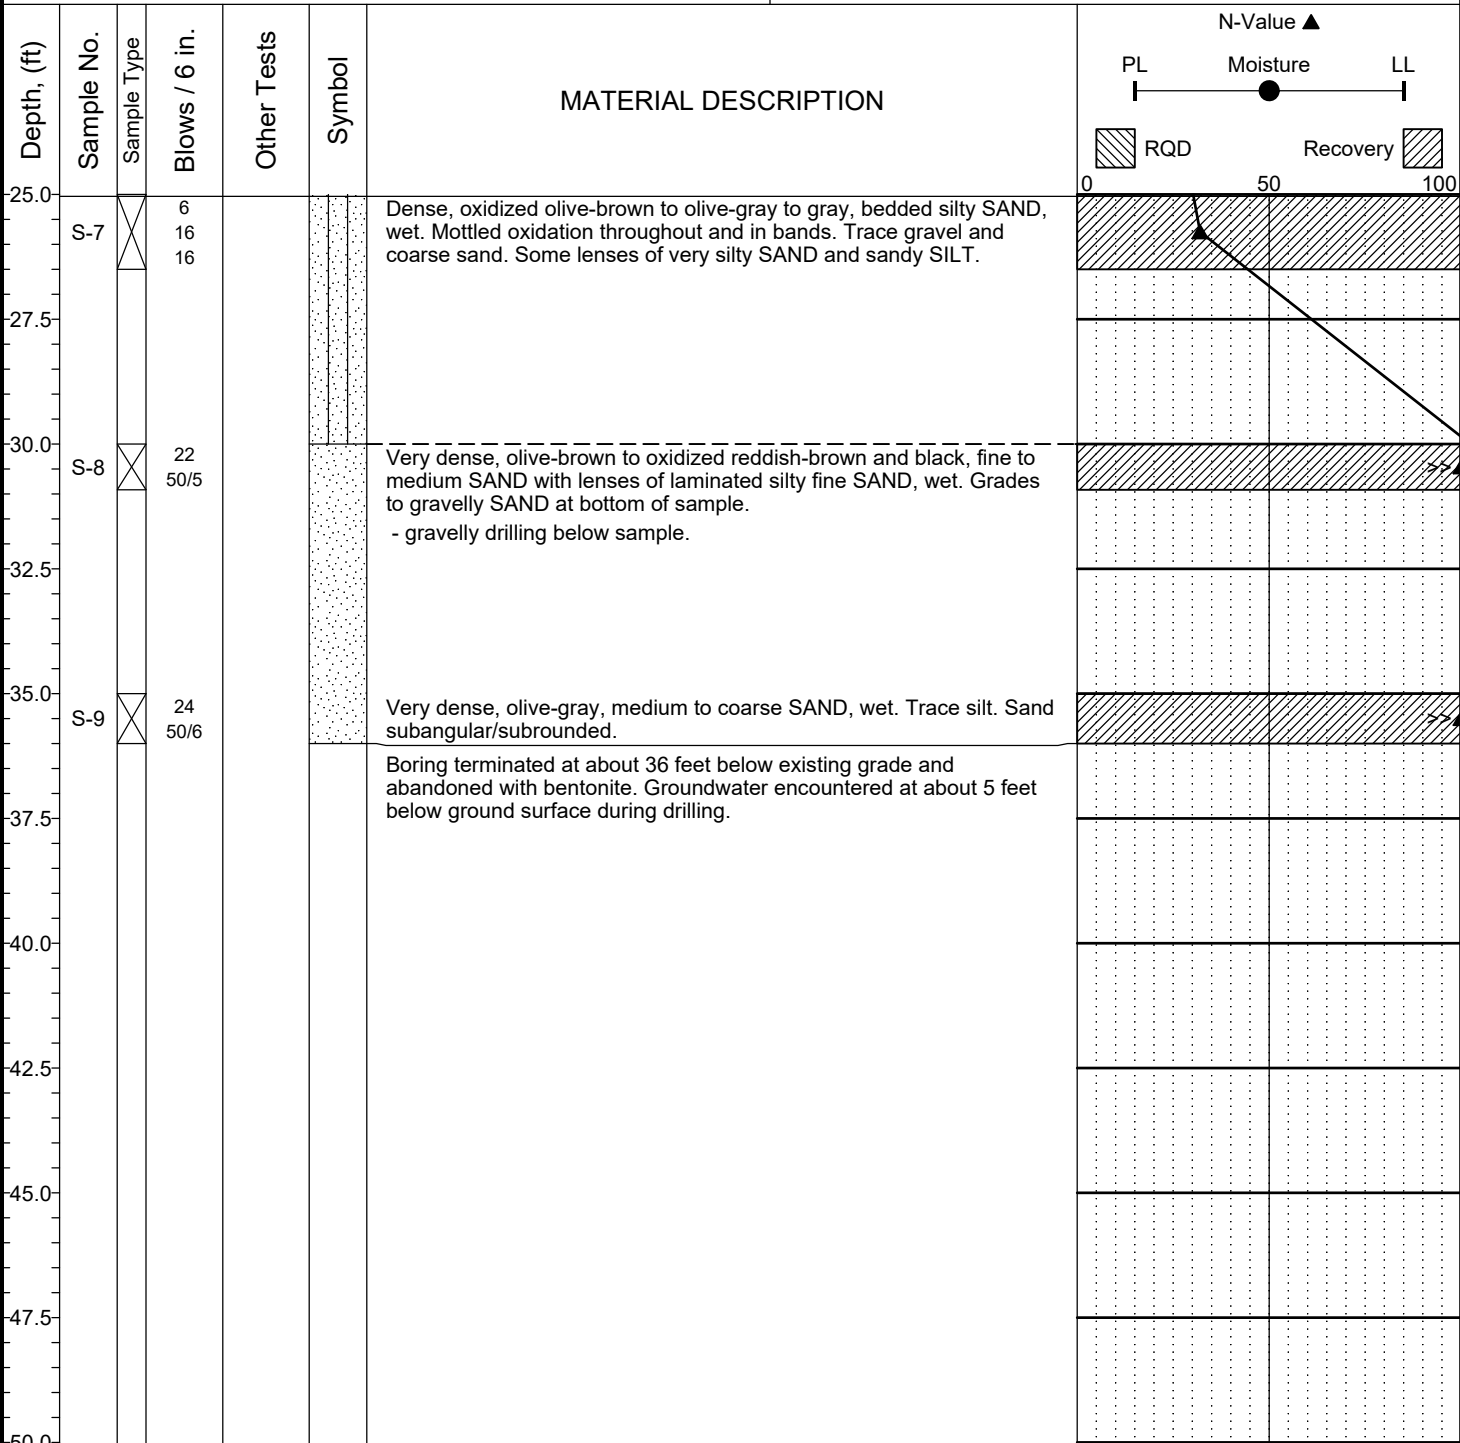 Depth, (ft)
Sample No.
Sample Type
Blows / 6 in.
Other Tests
Symbol
MATERIAL DESCRIPTION
N-Value ▲
PL Moisture LL
RQD Recovery
0 50 100
25.0
S-7
6
16
16
Dense, oxidized olive-brown to olive-gray to gray, bedded silty SAND,
wet. Mottled oxidation throughout and in bands. Trace gravel and
coarse sand. Some lenses of very silty SAND and sandy SILT.
27.5
30.0
S-8
22
50/5
Very dense, olive-brown to oxidized reddish-brown and black, fine to
medium SAND with lenses of laminated silty fine SAND, wet. Grades
to gravelly SAND at bottom of sample.
- gravelly drilling below sample.
>>▲
32.5
35.0
S-9
24
50/6
Very dense, olive-gray, medium to coarse SAND, wet. Trace silt. Sand
subangular/subrounded.
>>▲
Boring terminated at about 36 feet below existing grade and
abandoned with bentonite. Groundwater encountered at about 5 feet
below ground surface during drilling.
37.5
40.0
42.5
45.0
47.5
50.0